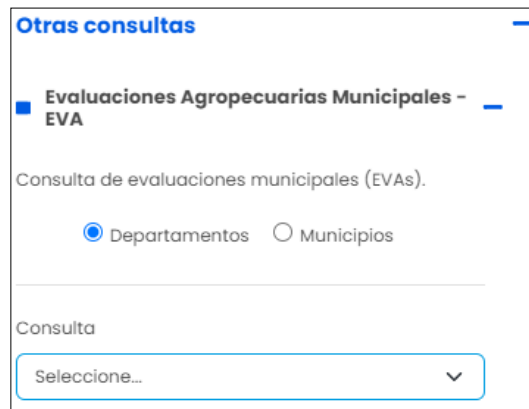 Otras consultas
Evaluaciones Agropecuarias Municipales -
EVA
Consulta de evaluaciones municipales (EVAs).
Departamentos Municipios
Consulta
Seleccione...